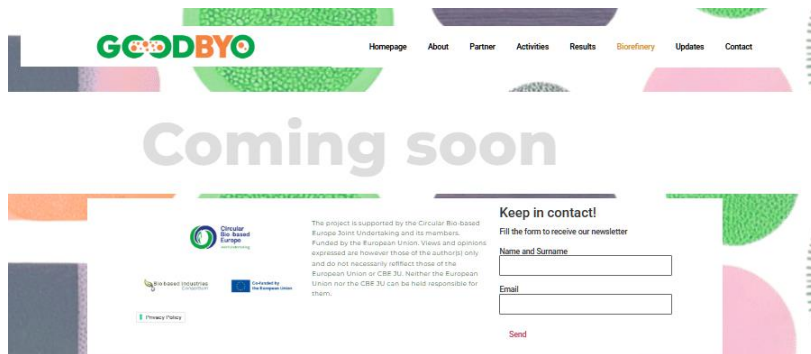 GOODBYO
Homepage About Partner Activities Results Biorefinery Updates Contact
Coming soon
Circular
Bio-based
Europe
Joint Undertaking
Bio-based Industries
Consortium
Co-funded by
the European Union
Privacy Policy
The project is supported by the Circular Bio-based
Europe Joint Undertaking and its members.
Funded by the European Union. Views and opinions
expressed are however those of the author(s) only
and do not necessarily refflect those of the
European Union or CBE JU. Neither the European
Union nor the CBE JU can be held responsible for
them.
Keep in contact!
Fill the form to receive our newsletter
Name and Surname
Email
Send